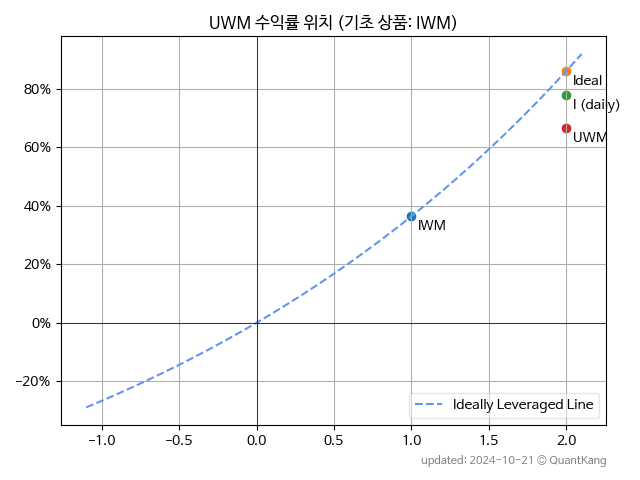 UWM 수익률 위치 (기초 상품: IWM)
80%
60%
40%
20%
0%
−20%
Ideal
I (daily)
UWM
IWM
Ideally Leveraged Line
−1.0
−0.5
0.0
0.5
1.0
1.5
2.0
updated: 2024-10-21 © QuantKang